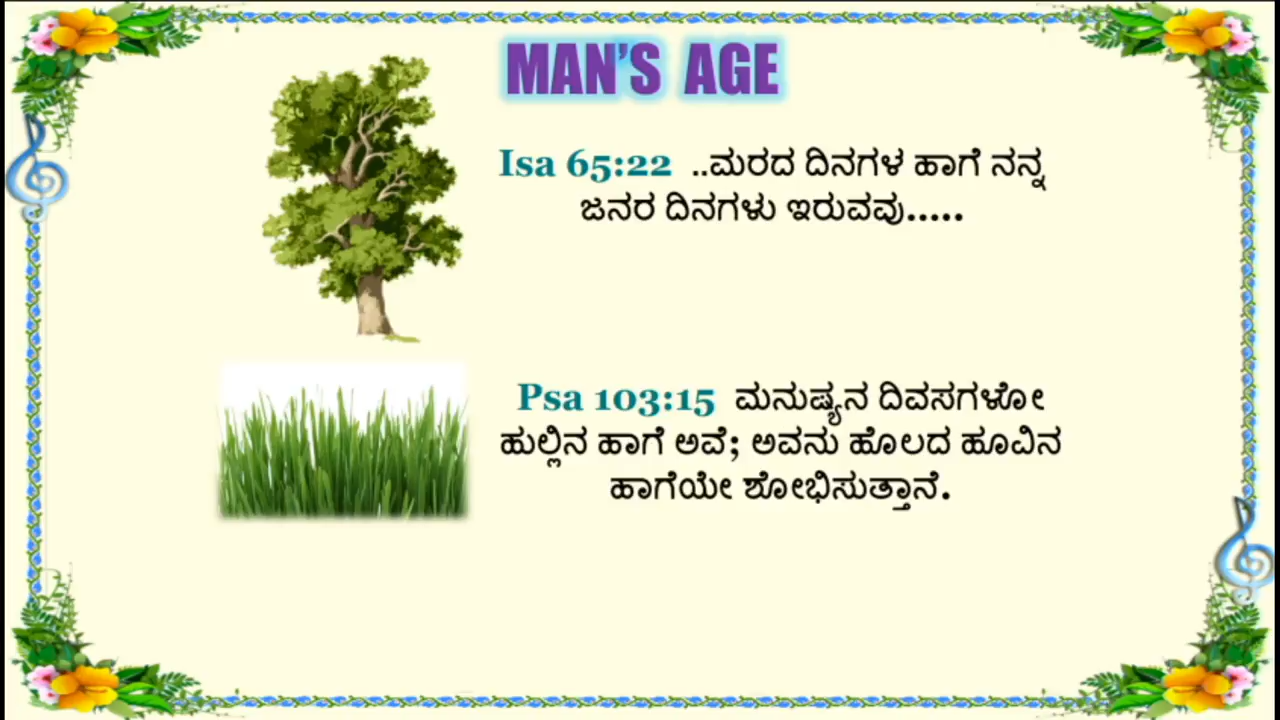 MAN'S AGE
Isa 65:22 ..ಮರದ ದಿನಗಳ ಹಾಗೆ ನನ್ನ
ಜನರ ದಿನಗಳು ಇರುವವು.....
Psa 103:15 ಮನುಷ್ಯನ ದಿವಸಗಳೋ
ಹುಲ್ಲಿನ ಹಾಗೆ ಅವೆ; ಅವನು ಹೊಲದ ಹೂವಿನ
ಹಾಗೆಯೇ ಶೋಭಿಸುತ್ತಾನೆ.